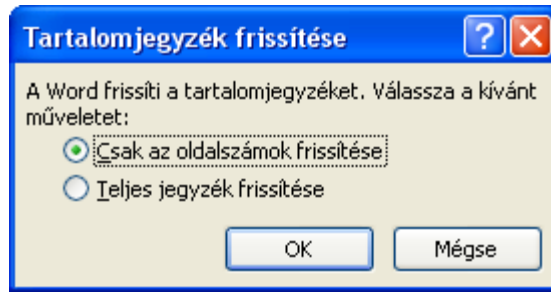 Tartalomjegyzék frissítése
A Word frissíti a tartalomjegyzéket. Válassza a kívánt
műveletet:
Csak az oldalszámok frissítése
Teljes jegyzék frissítése
OK
Mégse